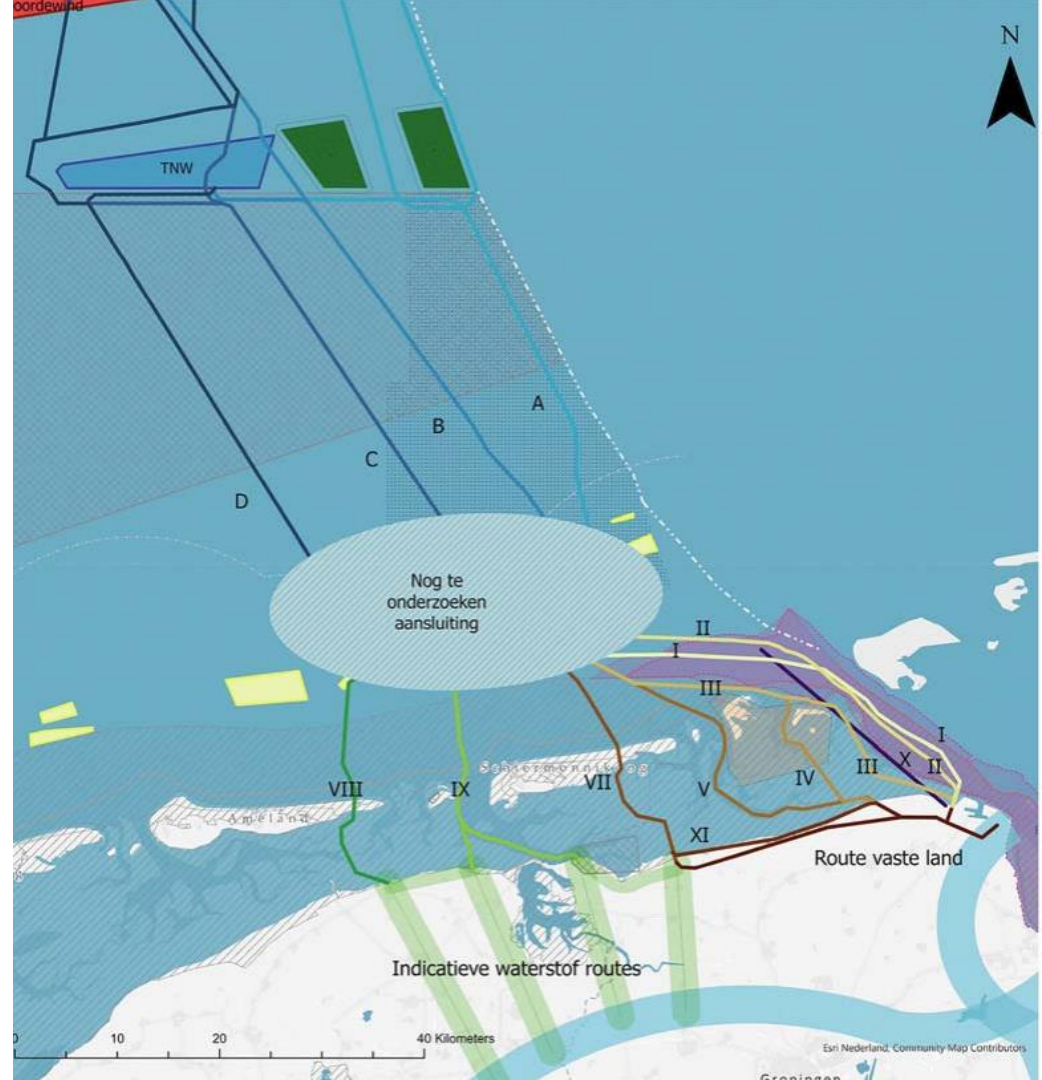 oordewind
N
TNW
A
B
C
D
Nog te
onderzoeken
aansluiting
II
I
III
I
X
II
III
IV
V
VII
VIII
IX
Schiermonnikoog
Ameland
XI
Route vaste land
Indicatieve waterstof routes
0 10 20 40 Kilometers
Esri Nederland, Community Map Contributors
Groningen